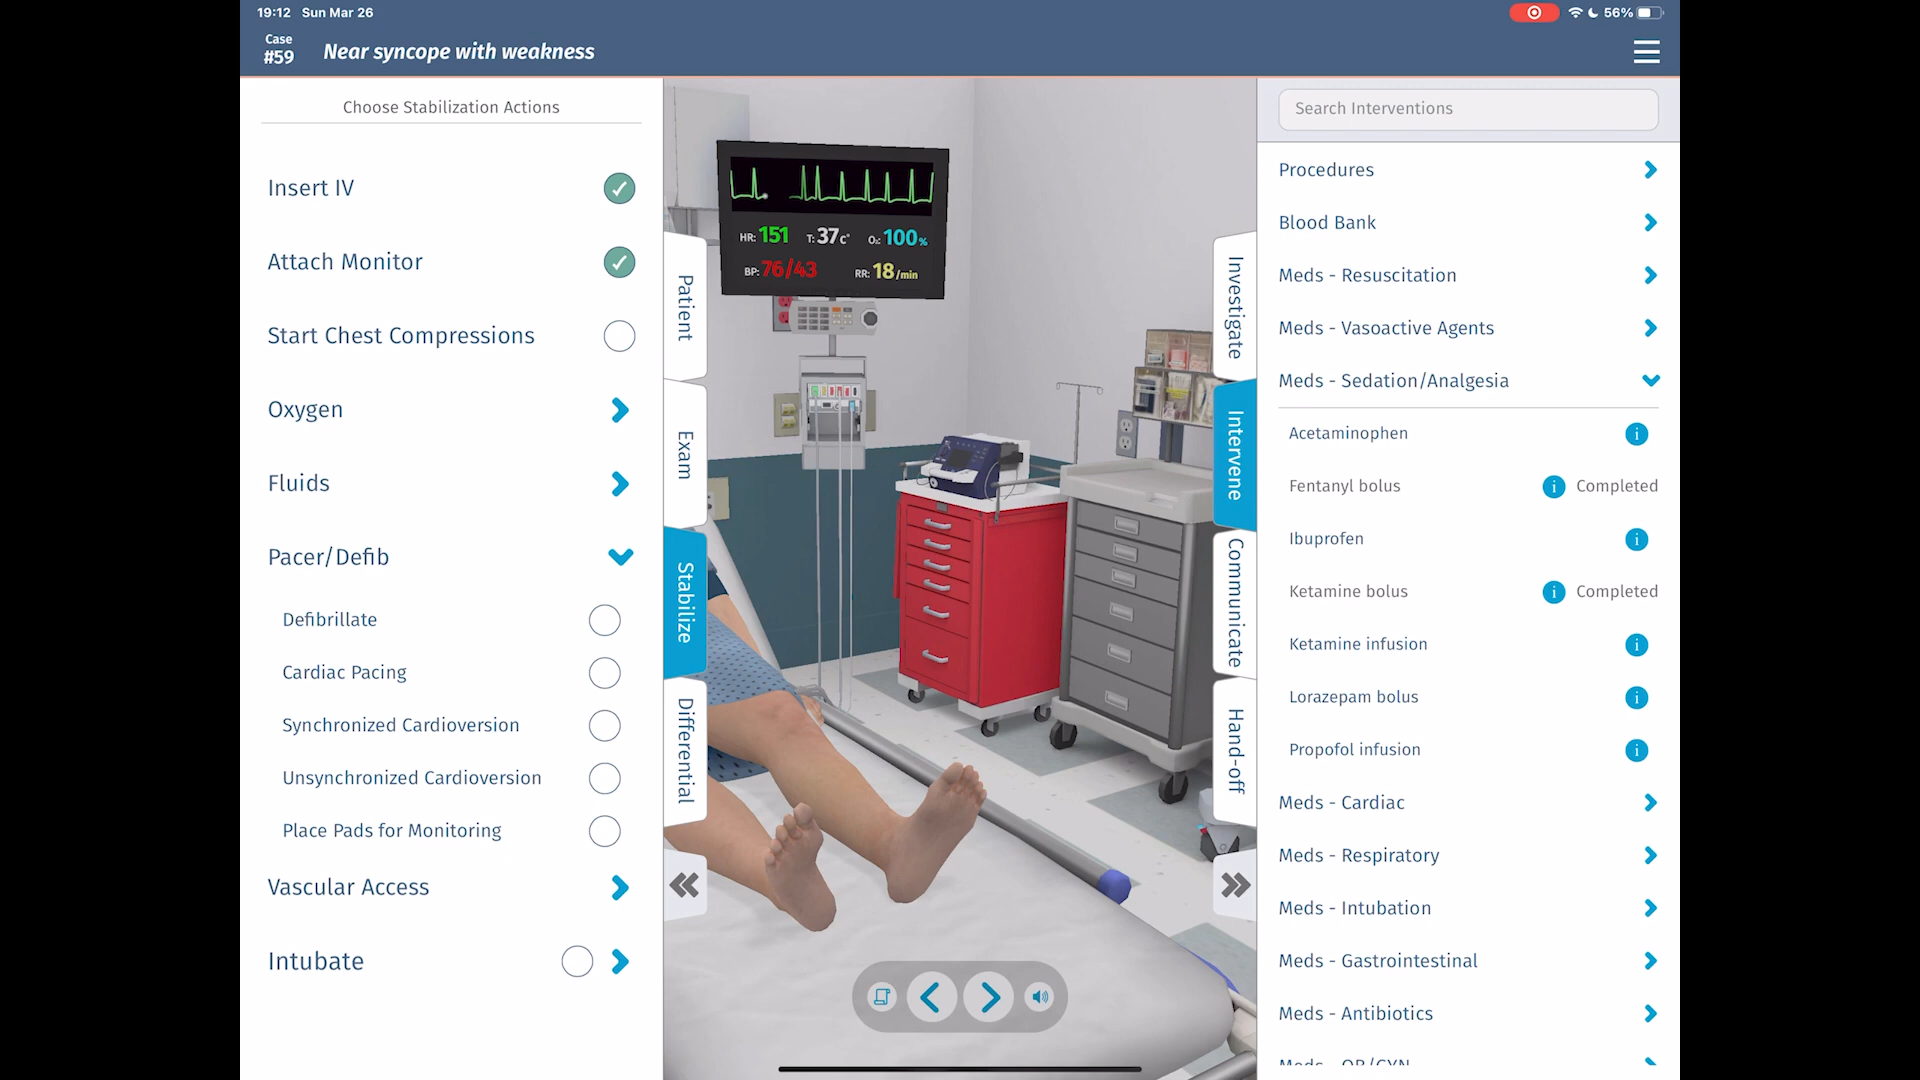 19:12 Sun Mar 26
56%
Case
#59
Near syncope with weakness
Choose Stabilization Actions
Insert IV
Attach Monitor
Start Chest Compressions
Oxygen
Fluids
Pacer/Defib
Defibrillate
Cardiac Pacing
Synchronized Cardioversion
Unsynchronized Cardioversion
Place Pads for Monitoring
Vascular Access
Intubate
Patient
Exam
Stabilize
Differential
HR: 151 T: 37c° O₂: 100%
BP: 76/43 RR: 18/min
Investigate
Intervene
Communicate
Hand-off
Search Interventions
Procedures
Blood Bank
Meds - Resuscitation
Meds - Vasoactive Agents
Meds - Sedation/Analgesia
Acetaminophen i
Fentanyl bolus i Completed
Ibuprofen i
Ketamine bolus i Completed
Ketamine infusion i
Lorazepam bolus i
Propofol infusion i
Meds - Cardiac
Meds - Respiratory
Meds - Intubation
Meds - Gastrointestinal
Meds - Antibiotics
Meds - OB/GYN